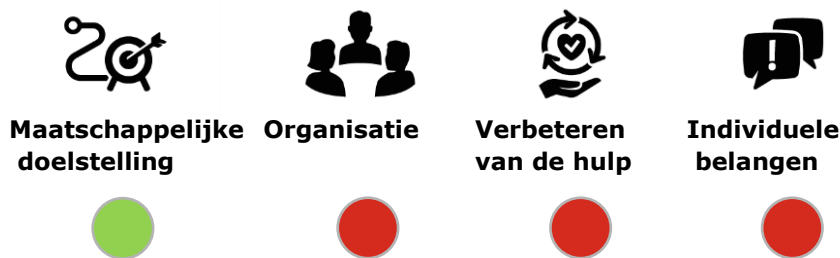 Maatschappelijke Organisatie Verbeteren Individuele
doelstelling van de hulp belangen